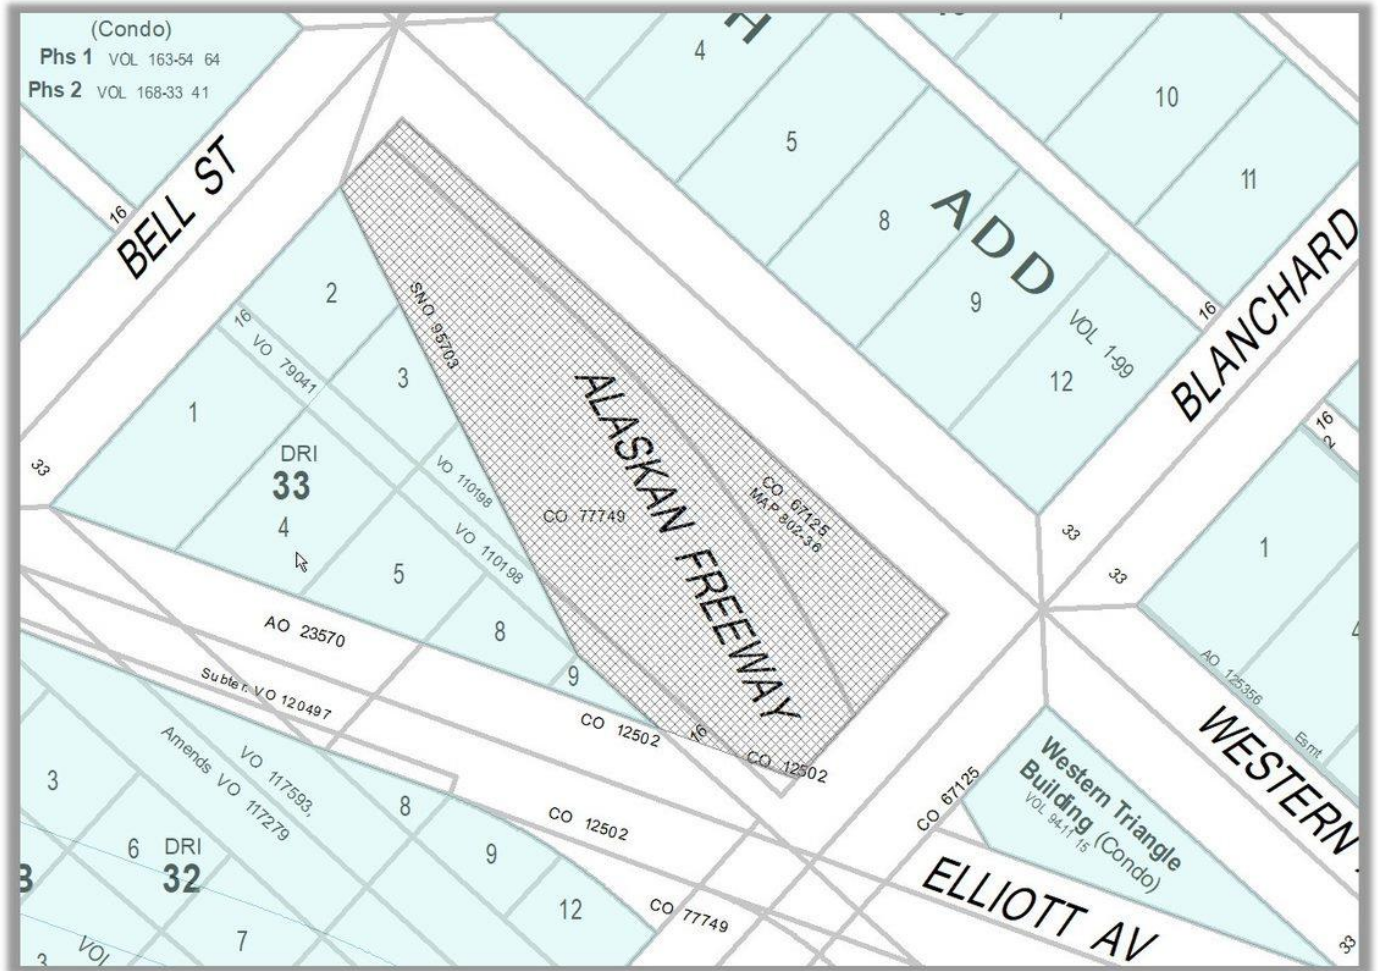 (Condo)
Phs 1 VOL 163-54 64
Phs 2 VOL 168-33 41
H
4
10
5
11
16
BELL ST
ADD
8
9
VOL 1-99
16
BLANCHARD
12
2
SNO 95703
16
VO 79041
3
1
ALASKAN FREEWAY
16
2
33
DRI
33
4
VO 110198
CO 67125
MAP 802-36
CO 77749
33
1
VO 110198
5
33
4
AO 23570
8
9
AO 125356
Subter. VO 120497
CO 12502
16
Esmt
WESTERN
CO 12502
Amends VO 117279
VO 117593,
3
8
CO 67125
Western Triangle
Building (Condo)
VOL 94-11 15
CO 12502
6
DRI
32
9
B
ELLIOTT AV
12
CO 77749
7
VOL
3
33